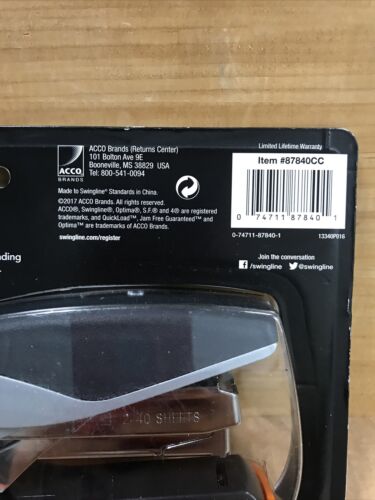 ACCO
BRANDS
ACCO Brands (Returns Center)
101 Bolton Ave 9E
Booneville, MS 38829 USA
Tel: 800-541-0094
Made to Swingline® Standards in China.
©2017 ACCO Brands. All rights reserved.
ACCO®, Swingline®, Optima®, S.F.® and 4® are registered
trademarks, and QuickLoad™, Jam Free Guaranteed™ and
Optima™ are trademarks of ACCO Brands.
swingline.com/register
Limited Lifetime Warranty
Item #87840CC
0 74711 87840 1
0-74711-87840-1
13340P016
Join the conversation
/swingline @swingline
2-40 SHEETS